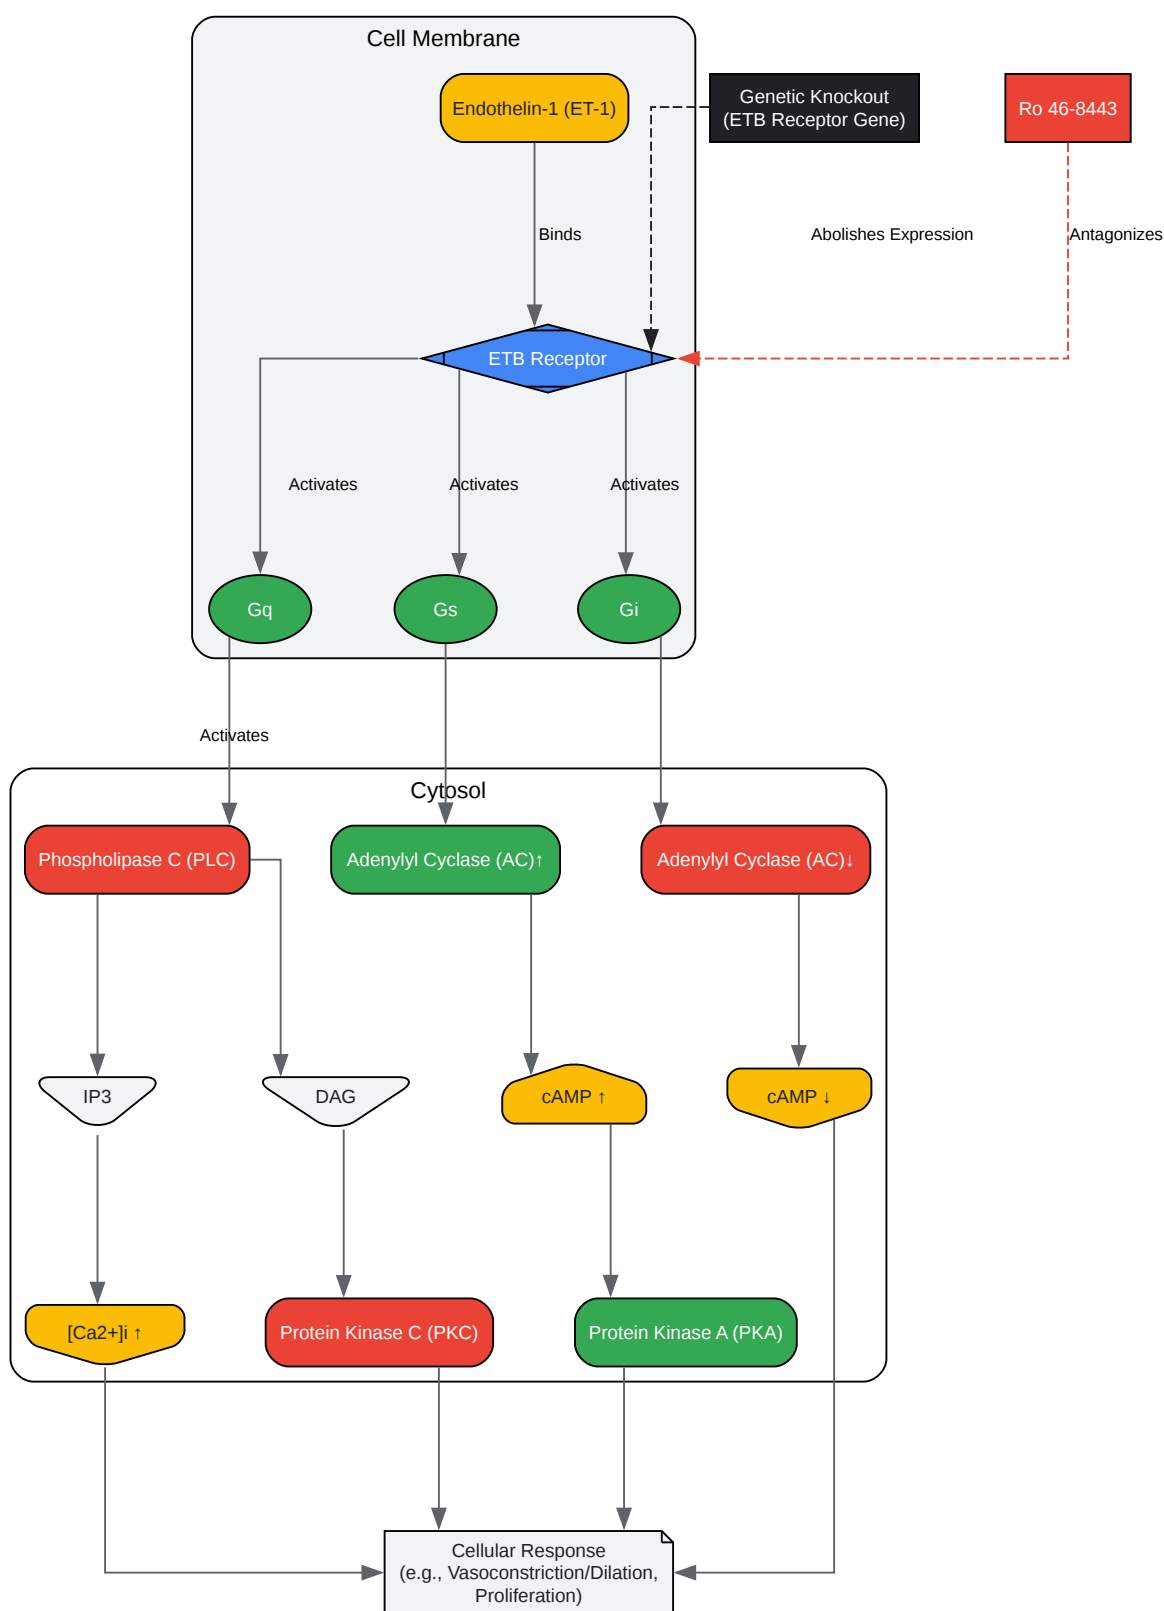 Cell Membrane
Endothelin-1 (ET-1)
Genetic Knockout
(ETB Receptor Gene)
Ro 46-8443
Binds
Abolishes Expression
Antagonizes
ETB Receptor
Activates
Activates
Activates
Gq
Gs
Gi
Activates
Cytosol
Phospholipase C (PLC)
Adenylyl Cyclase (AC)↑
Adenylyl Cyclase (AC)↓
IP3
DAG
cAMP ↑
cAMP ↓
[Ca2+]i ↑
Protein Kinase C (PKC)
Protein Kinase A (PKA)
Cellular Response
(e.g., Vasoconstriction/Dilation,
Proliferation)